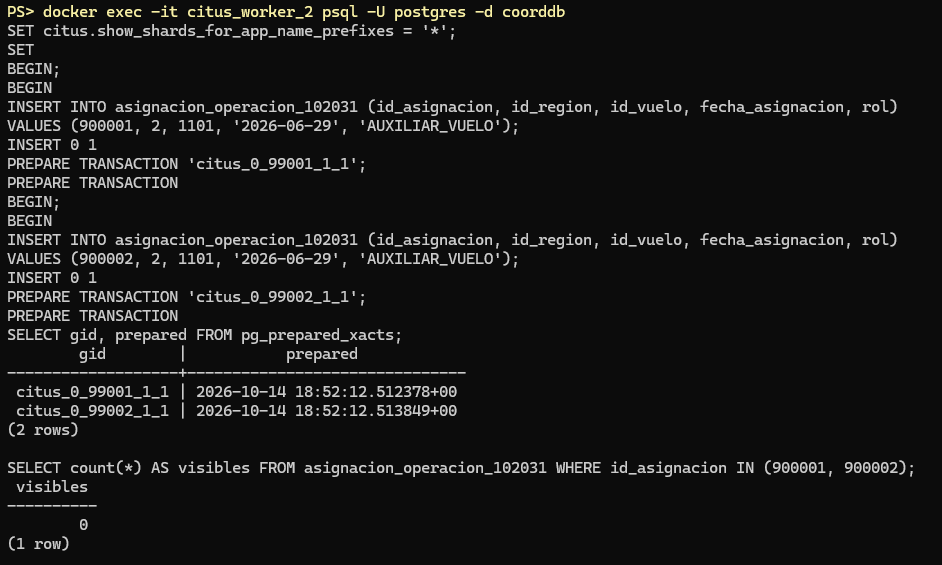 PS> docker exec -it citus_worker_2 psql -U postgres -d coorddb
SET citus.show_shards_for_app_name_prefixes = '*';
SET
BEGIN;
BEGIN
INSERT INTO asignacion_operacion_102031 (id_asignacion, id_region, id_vuelo, fecha_asignacion, rol)
VALUES (900001, 2, 1101, '2026-06-29', 'AUXILIAR_VUELO');
INSERT 0 1
PREPARE TRANSACTION 'citus_0_99001_1_1';
PREPARE TRANSACTION
BEGIN;
BEGIN
INSERT INTO asignacion_operacion_102031 (id_asignacion, id_region, id_vuelo, fecha_asignacion, rol)
VALUES (900002, 2, 1101, '2026-06-29', 'AUXILIAR_VUELO');
INSERT 0 1
PREPARE TRANSACTION 'citus_0_99002_1_1';
PREPARE TRANSACTION
SELECT gid, prepared FROM pg_prepared_xacts;
        gid        |           prepared
-------------------+-------------------------------
 citus_0_99001_1_1 | 2026-10-14 18:52:12.512378+00
 citus_0_99002_1_1 | 2026-10-14 18:52:12.513849+00
(2 rows)

SELECT count(*) AS visibles FROM asignacion_operacion_102031 WHERE id_asignacion IN (900001, 900002);
 visibles
----------
        0
(1 row)